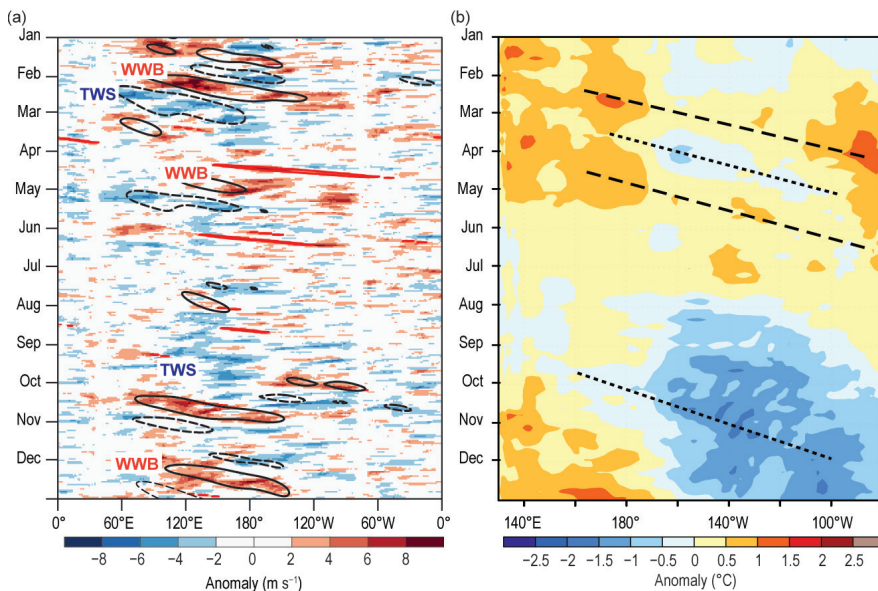 (a)
Jan
Feb
Mar
Apr
May
Jun
Jul
Aug
Sep
Oct
Nov
Dec
WWB
TWS
WWB
TWS
WWB
0° 60°E 120°E 180° 120°W 60°W 0°
−8 −6 −4 −2 0 2 4 6 8
Anomaly (m s⁻¹)
(b)
Jan
Feb
Mar
Apr
May
Jun
Jul
Aug
Sep
Oct
Nov
Dec
140°E 180° 140°W 100°W
−2.5 −2 −1.5 −1 −0.5 0 0.5 1 1.5 2 2.5
Anomaly (°C)